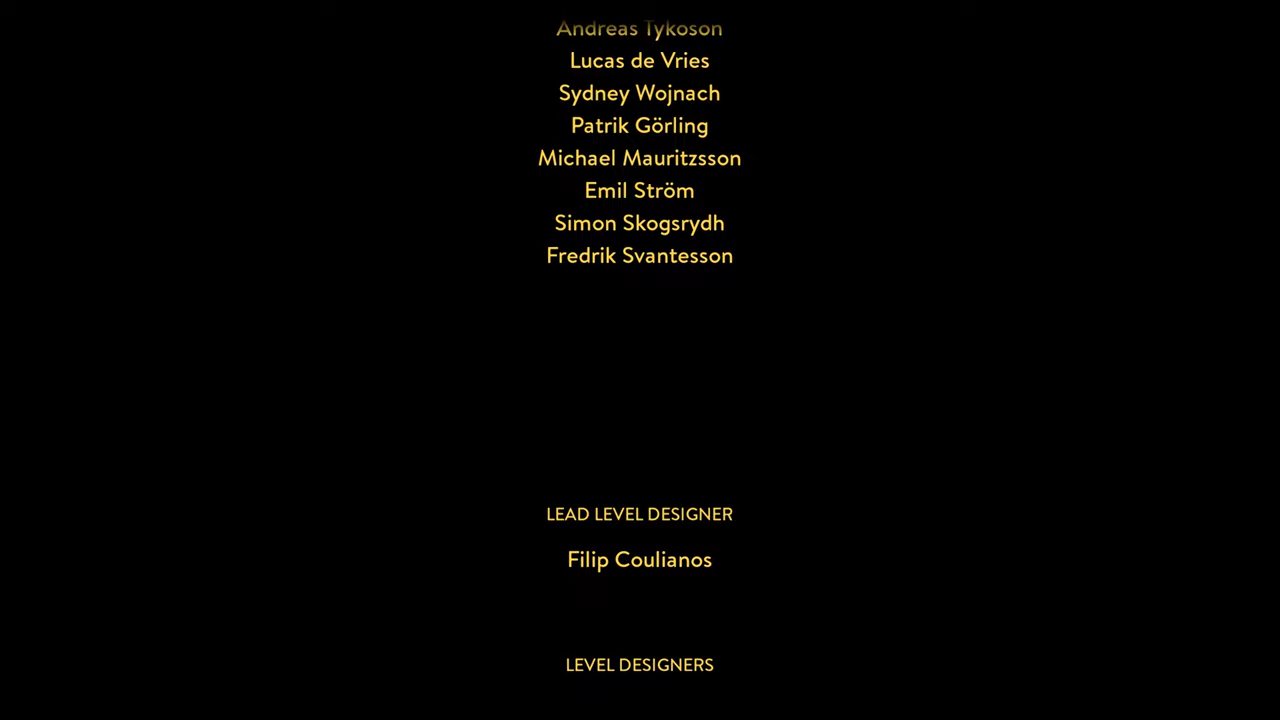 Andreas Tykoson
Lucas de Vries
Sydney Wojnach
Patrik Görling
Michael Mauritzsson
Emil Ström
Simon Skogsrydh
Fredrik Svantesson
LEAD LEVEL DESIGNER
Filip Coulianos
LEVEL DESIGNERS